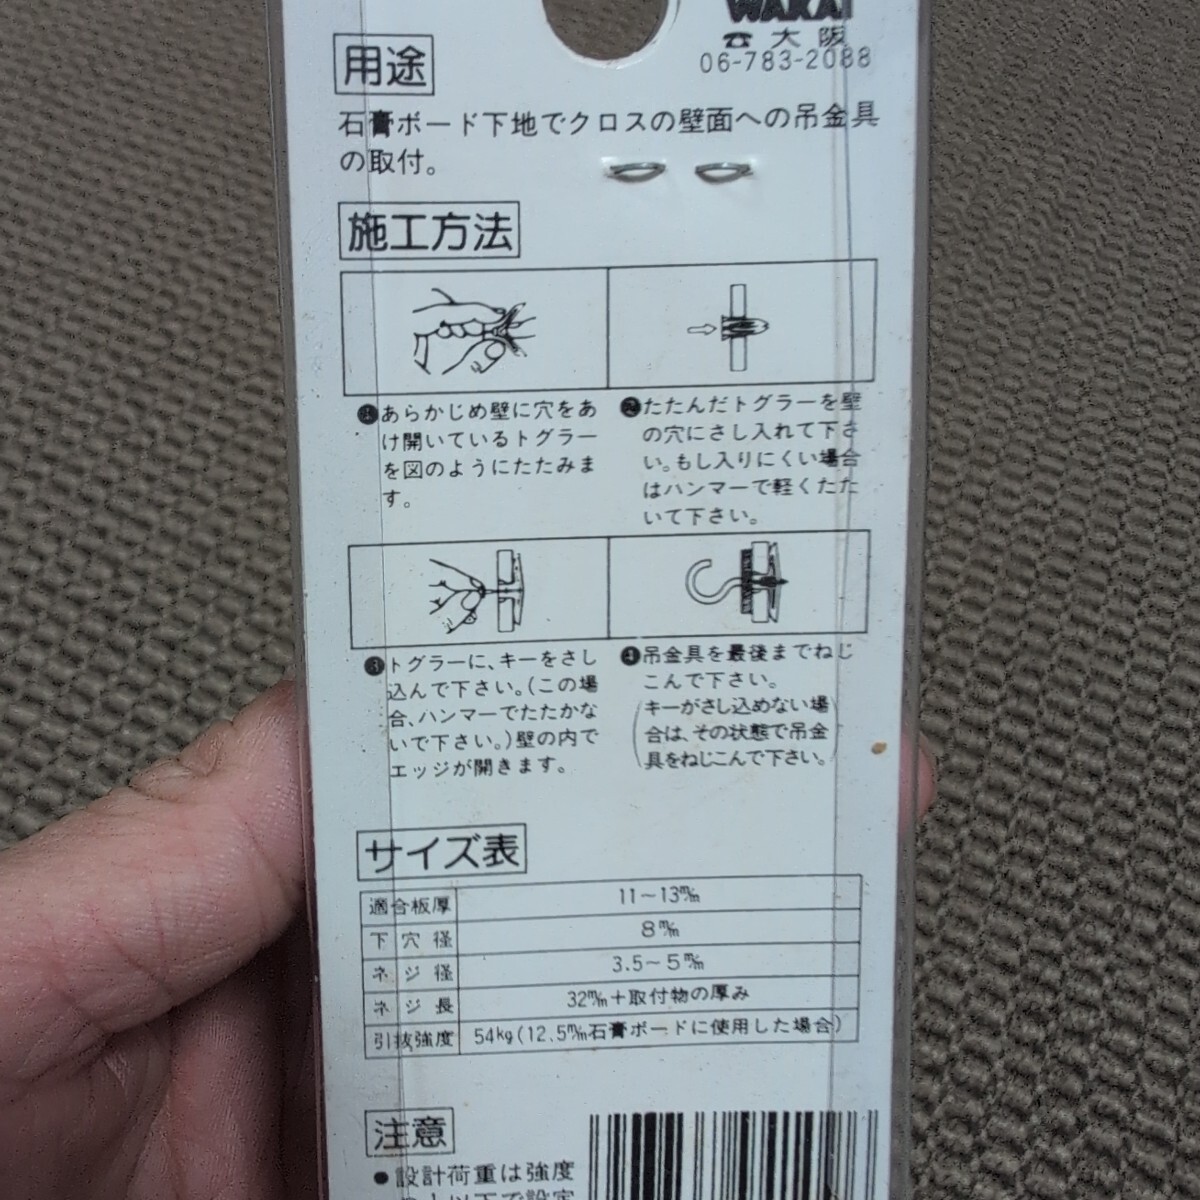 WAKAI
☎大阪
06-783-2088
用途
石膏ボード下地でクロスの壁面への吊金具
の取付。
施工方法
❶あらかじめ壁に穴をあ
け開いているトグラー
を図のようにたたみま
す。
❷たたんだトグラーを壁
の穴にさし入れて下さ
い。もし入りにくい場合
はハンマーで軽くたた
いて下さい。
❸トグラーに、キーをさし
込んで下さい。(この場
合、ハンマーでたたかな
いで下さい。)壁の内で
エッジが開きます。
❹吊金具を最後までねじ
こんで下さい。
(キーがさし込めない場
合は、その状態で吊金
具をねじこんで下さい。)
サイズ表
適合板厚 11～13㎜
下穴径 8㎜
ネジ径 3.5～5㎜
ネジ長 32㎜+取付物の厚み
引抜強度 54kg(12.5㎜石膏ボードに使用した場合)
注意
●設計荷重は強度
以下で設定